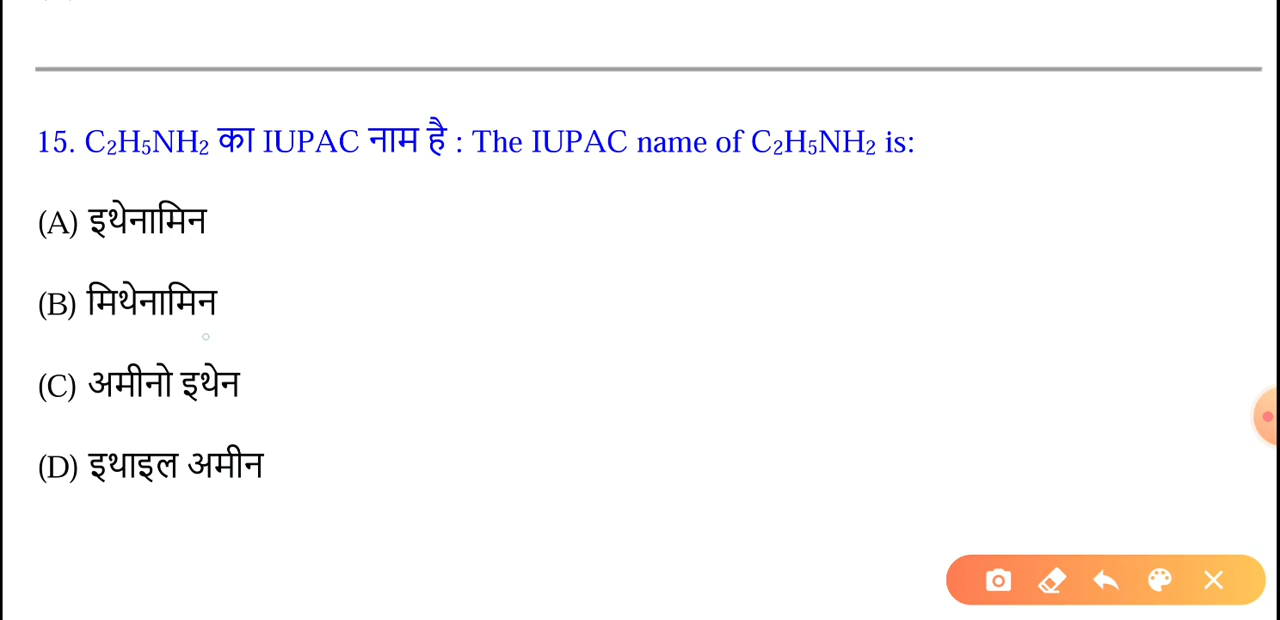 15. C₂H₅NH₂ का IUPAC नाम है : The IUPAC name of C₂H₅NH₂ is:
(A) इथेनामिन
(B) मिथेनामिन
(C) अमीनो इथेन
(D) इथाइल अमीन